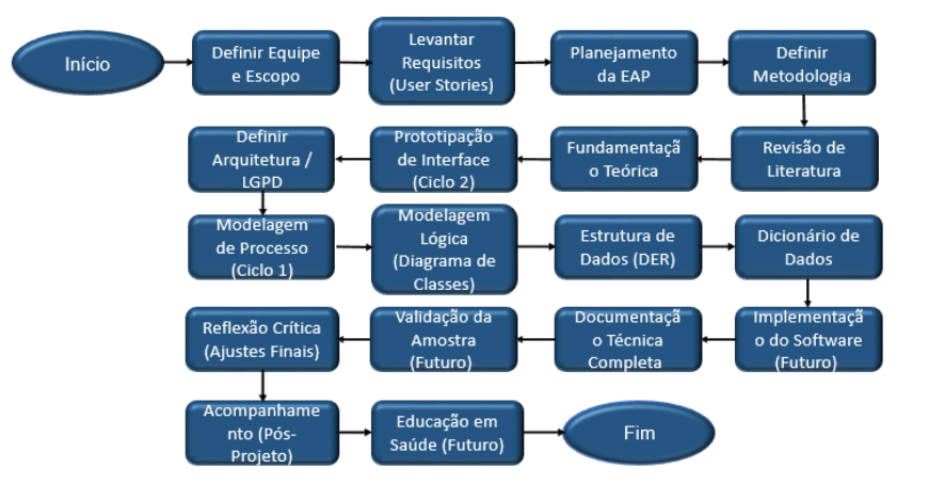 Início
Definir Equipe
e Escopo
Levantar
Requisitos
(User Stories)
Planejamento
da EAP
Definir
Metodologia
Revisão de
Literatura
Fundamentaçã
o Teórica
Prototipação
de Interface
(Ciclo 2)
Definir
Arquitetura /
LGPD
Modelagem
de Processo
(Ciclo 1)
Modelagem
Lógica
(Diagrama de
Classes)
Estrutura de
Dados (DER)
Dicionário de
Dados
Implementaçã
o do Software
(Futuro)
Documentaçã
o Técnica
Completa
Validação da
Amostra
(Futuro)
Reflexão Crítica
(Ajustes Finais)
Acompanhame
nto (Pós-
Projeto)
Educação em
Saúde (Futuro)
Fim